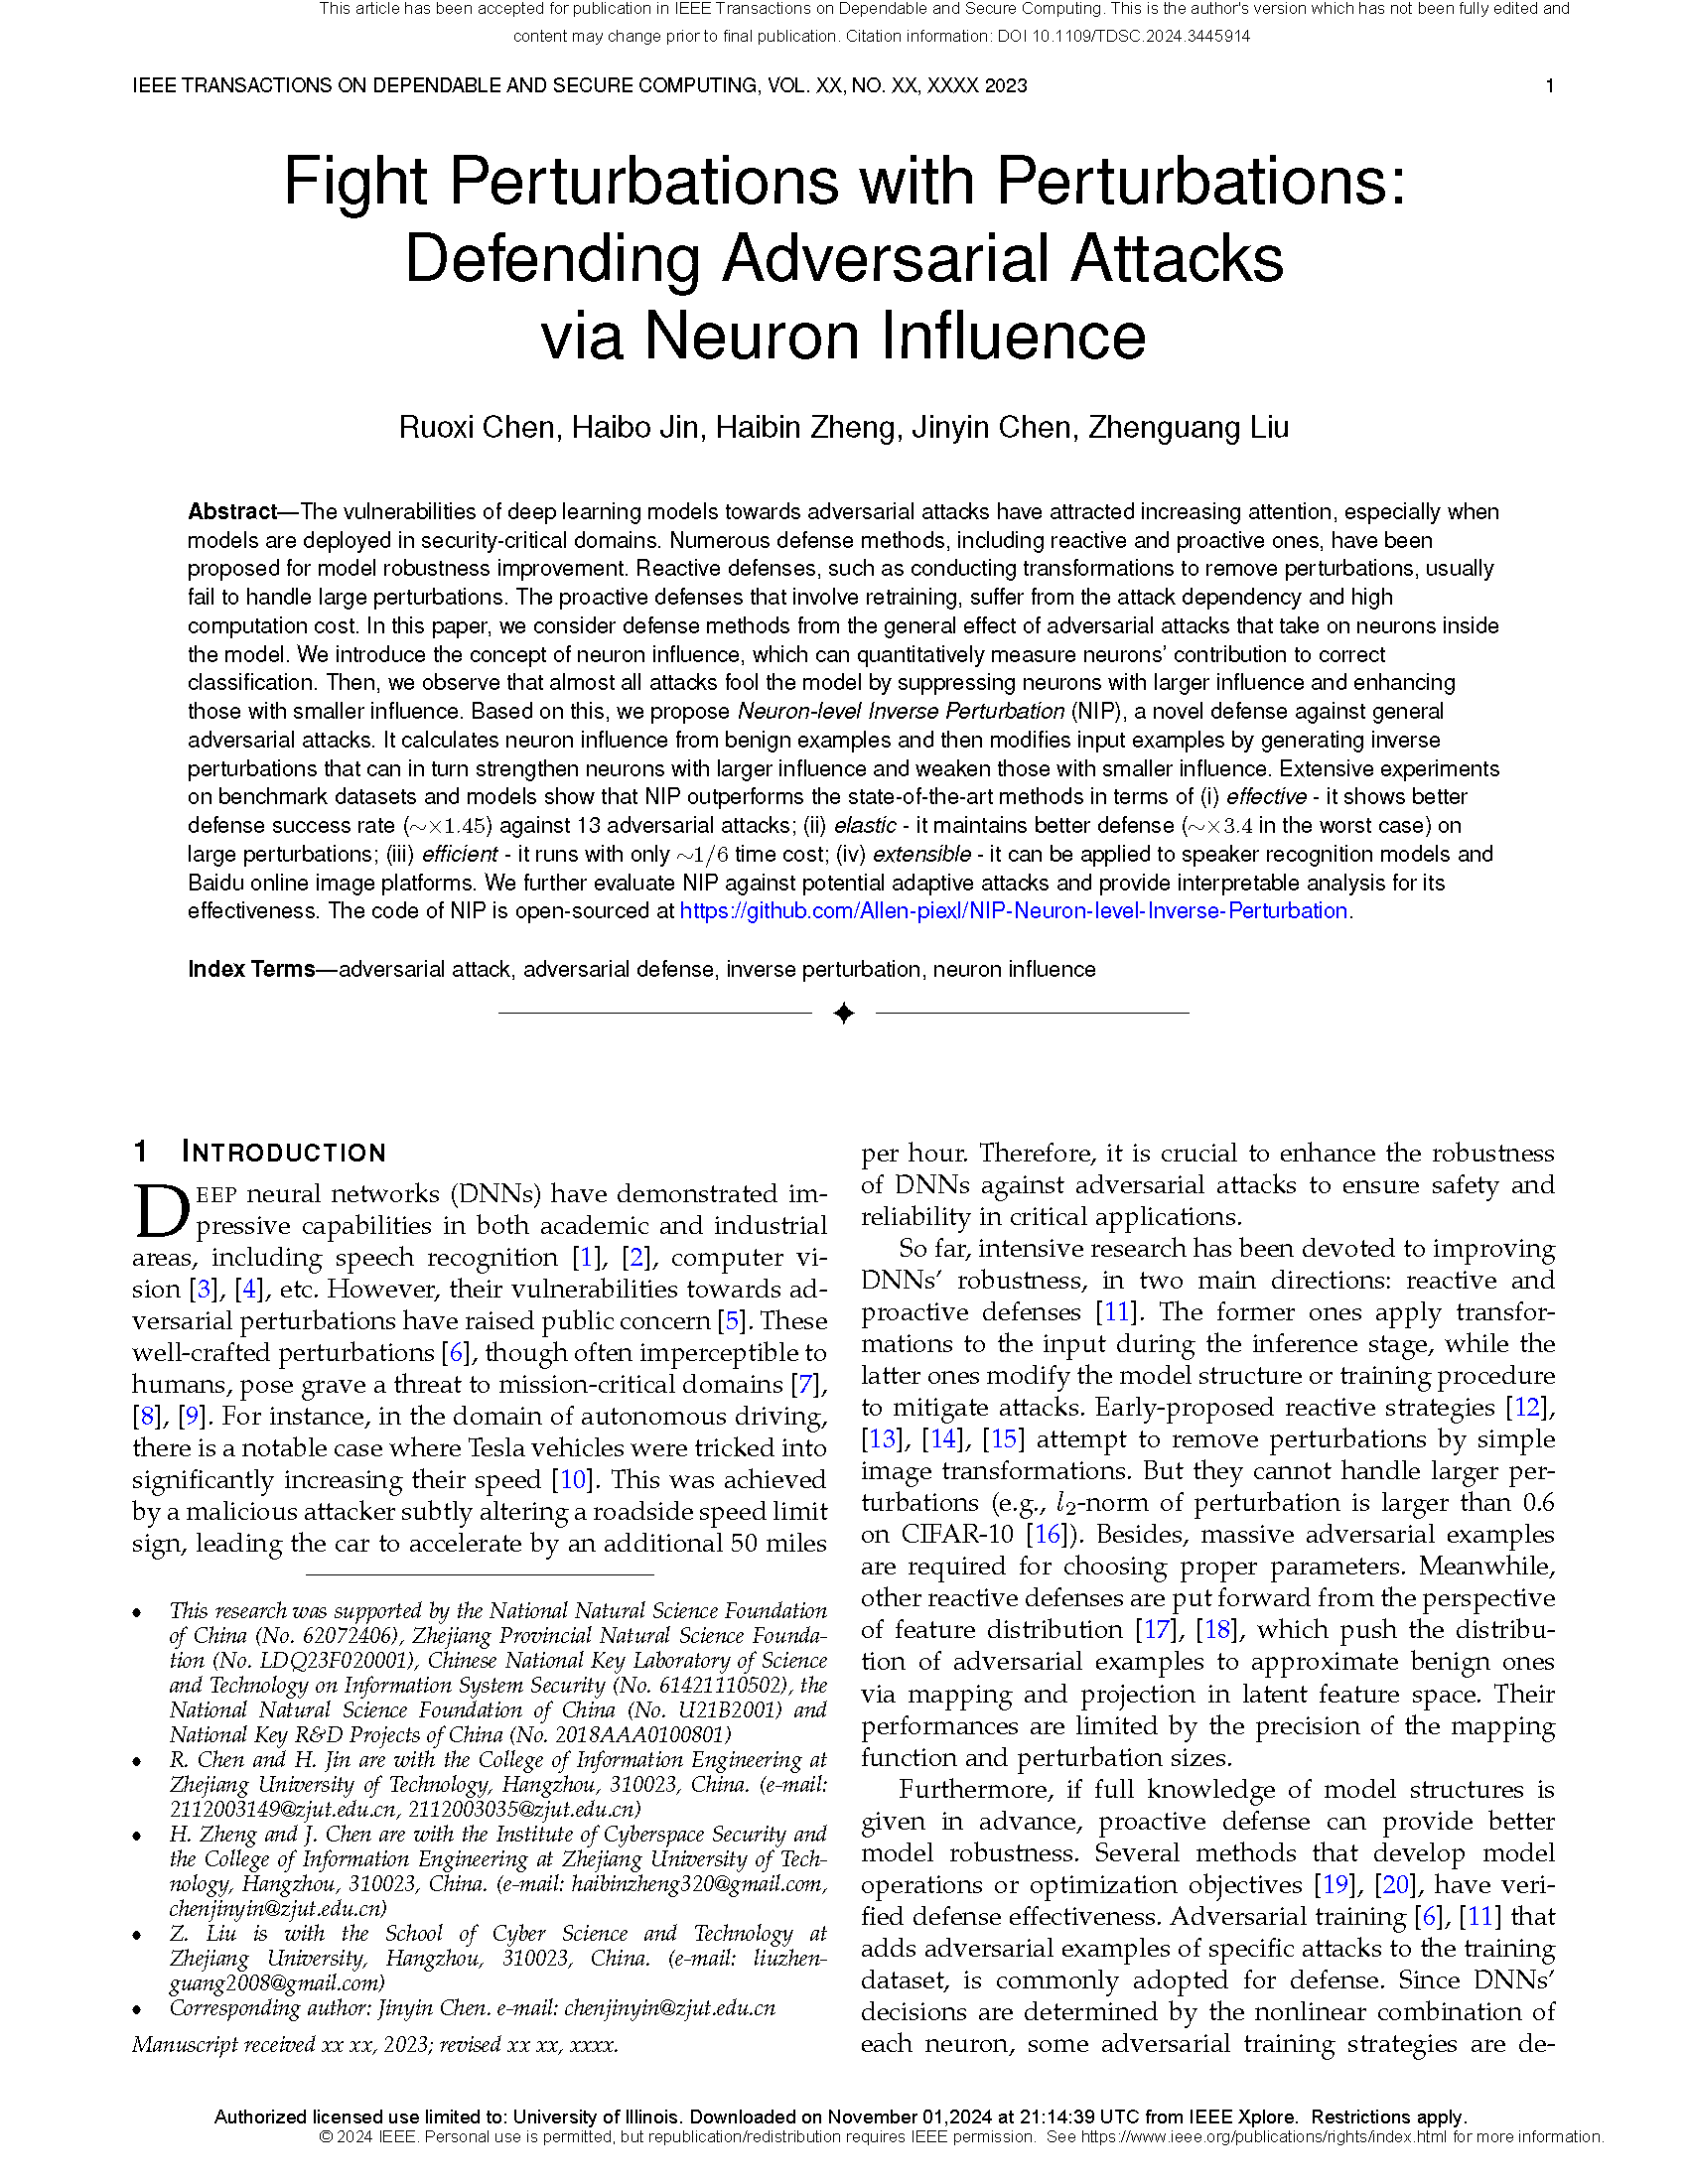 This article has been accepted for publication in IEEE Transactions on Dependable and Secure Computing. This is the author's version which has not been fully edited and
content may change prior to final publication. Citation information: DOI 10.1109/TDSC.2024.3445914
IEEE TRANSACTIONS ON DEPENDABLE AND SECURE COMPUTING, VOL. XX, NO. XX, XXXX 2023 1
Fight Perturbations with Perturbations:
Defending Adversarial Attacks
via Neuron Influence
Ruoxi Chen, Haibo Jin, Haibin Zheng, Jinyin Chen, Zhenguang Liu
Abstract—The vulnerabilities of deep learning models towards adversarial attacks have attracted increasing attention, especially when
models are deployed in security-critical domains. Numerous defense methods, including reactive and proactive ones, have been
proposed for model robustness improvement. Reactive defenses, such as conducting transformations to remove perturbations, usually
fail to handle large perturbations. The proactive defenses that involve retraining, suffer from the attack dependency and high
computation cost. In this paper, we consider defense methods from the general effect of adversarial attacks that take on neurons inside
the model. We introduce the concept of neuron influence, which can quantitatively measure neurons' contribution to correct
classification. Then, we observe that almost all attacks fool the model by suppressing neurons with larger influence and enhancing
those with smaller influence. Based on this, we propose Neuron-level Inverse Perturbation (NIP), a novel defense against general
adversarial attacks. It calculates neuron influence from benign examples and then modifies input examples by generating inverse
perturbations that can in turn strengthen neurons with larger influence and weaken those with smaller influence. Extensive experiments
on benchmark datasets and models show that NIP outperforms the state-of-the-art methods in terms of (i) effective - it shows better
defense success rate (∼×1.45) against 13 adversarial attacks; (ii) elastic - it maintains better defense (∼×3.4 in the worst case) on
large perturbations; (iii) efficient - it runs with only ∼1/6 time cost; (iv) extensible - it can be applied to speaker recognition models and
Baidu online image platforms. We further evaluate NIP against potential adaptive attacks and provide interpretable analysis for its
effectiveness. The code of NIP is open-sourced at https://github.com/Allen-piexl/NIP-Neuron-level-Inverse-Perturbation.
Index Terms—adversarial attack, adversarial defense, inverse perturbation, neuron influence
1 INTRODUCTION
DEEP neural networks (DNNs) have demonstrated im-
pressive capabilities in both academic and industrial
areas, including speech recognition [1], [2], computer vi-
sion [3], [4], etc. However, their vulnerabilities towards ad-
versarial perturbations have raised public concern [5]. These
well-crafted perturbations [6], though often imperceptible to
humans, pose grave a threat to mission-critical domains [7],
[8], [9]. For instance, in the domain of autonomous driving,
there is a notable case where Tesla vehicles were tricked into
significantly increasing their speed [10]. This was achieved
by a malicious attacker subtly altering a roadside speed limit
sign, leading the car to accelerate by an additional 50 miles
• This research was supported by the National Natural Science Foundation
of China (No. 62072406), Zhejiang Provincial Natural Science Founda-
tion (No. LDQ23F020001), Chinese National Key Laboratory of Science
and Technology on Information System Security (No. 61421110502), the
National Natural Science Foundation of China (No. U21B2001) and
National Key R&D Projects of China (No. 2018AAA0100801)
• R. Chen and H. Jin are with the College of Information Engineering at
Zhejiang University of Technology, Hangzhou, 310023, China. (e-mail:
2112003149@zjut.edu.cn, 2112003035@zjut.edu.cn)
• H. Zheng and J. Chen are with the Institute of Cyberspace Security and
the College of Information Engineering at Zhejiang University of Tech-
nology, Hangzhou, 310023, China. (e-mail: haibinzheng320@gmail.com,
chenjinyin@zjut.edu.cn)
• Z. Liu is with the School of Cyber Science and Technology at
Zhejiang University, Hangzhou, 310023, China. (e-mail: liuzhen-
guang2008@gmail.com)
• Corresponding author: Jinyin Chen. e-mail: chenjinyin@zjut.edu.cn
Manuscript received xx xx, 2023; revised xx xx, xxxx.
per hour. Therefore, it is crucial to enhance the robustness
of DNNs against adversarial attacks to ensure safety and
reliability in critical applications.
So far, intensive research has been devoted to improving
DNNs' robustness, in two main directions: reactive and
proactive defenses [11]. The former ones apply transfor-
mations to the input during the inference stage, while the
latter ones modify the model structure or training procedure
to mitigate attacks. Early-proposed reactive strategies [12],
[13], [14], [15] attempt to remove perturbations by simple
image transformations. But they cannot handle larger per-
turbations (e.g., l2-norm of perturbation is larger than 0.6
on CIFAR-10 [16]). Besides, massive adversarial examples
are required for choosing proper parameters. Meanwhile,
other reactive defenses are put forward from the perspective
of feature distribution [17], [18], which push the distribu-
tion of adversarial examples to approximate benign ones
via mapping and projection in latent feature space. Their
performances are limited by the precision of the mapping
function and perturbation sizes.
Furthermore, if full knowledge of model structures is
given in advance, proactive defense can provide better
model robustness. Several methods that develop model
operations or optimization objectives [19], [20], have veri-
fied defense effectiveness. Adversarial training [6], [11] that
adds adversarial examples of specific attacks to the training
dataset, is commonly adopted for defense. Since DNNs'
decisions are determined by the nonlinear combination of
each neuron, some adversarial training strategies are de-
Authorized licensed use limited to: University of Illinois. Downloaded on November 01,2024 at 21:14:39 UTC from IEEE Xplore. Restrictions apply.
© 2024 IEEE. Personal use is permitted, but republication/redistribution requires IEEE permission. See https://www.ieee.org/publications/rights/index.html for more information.